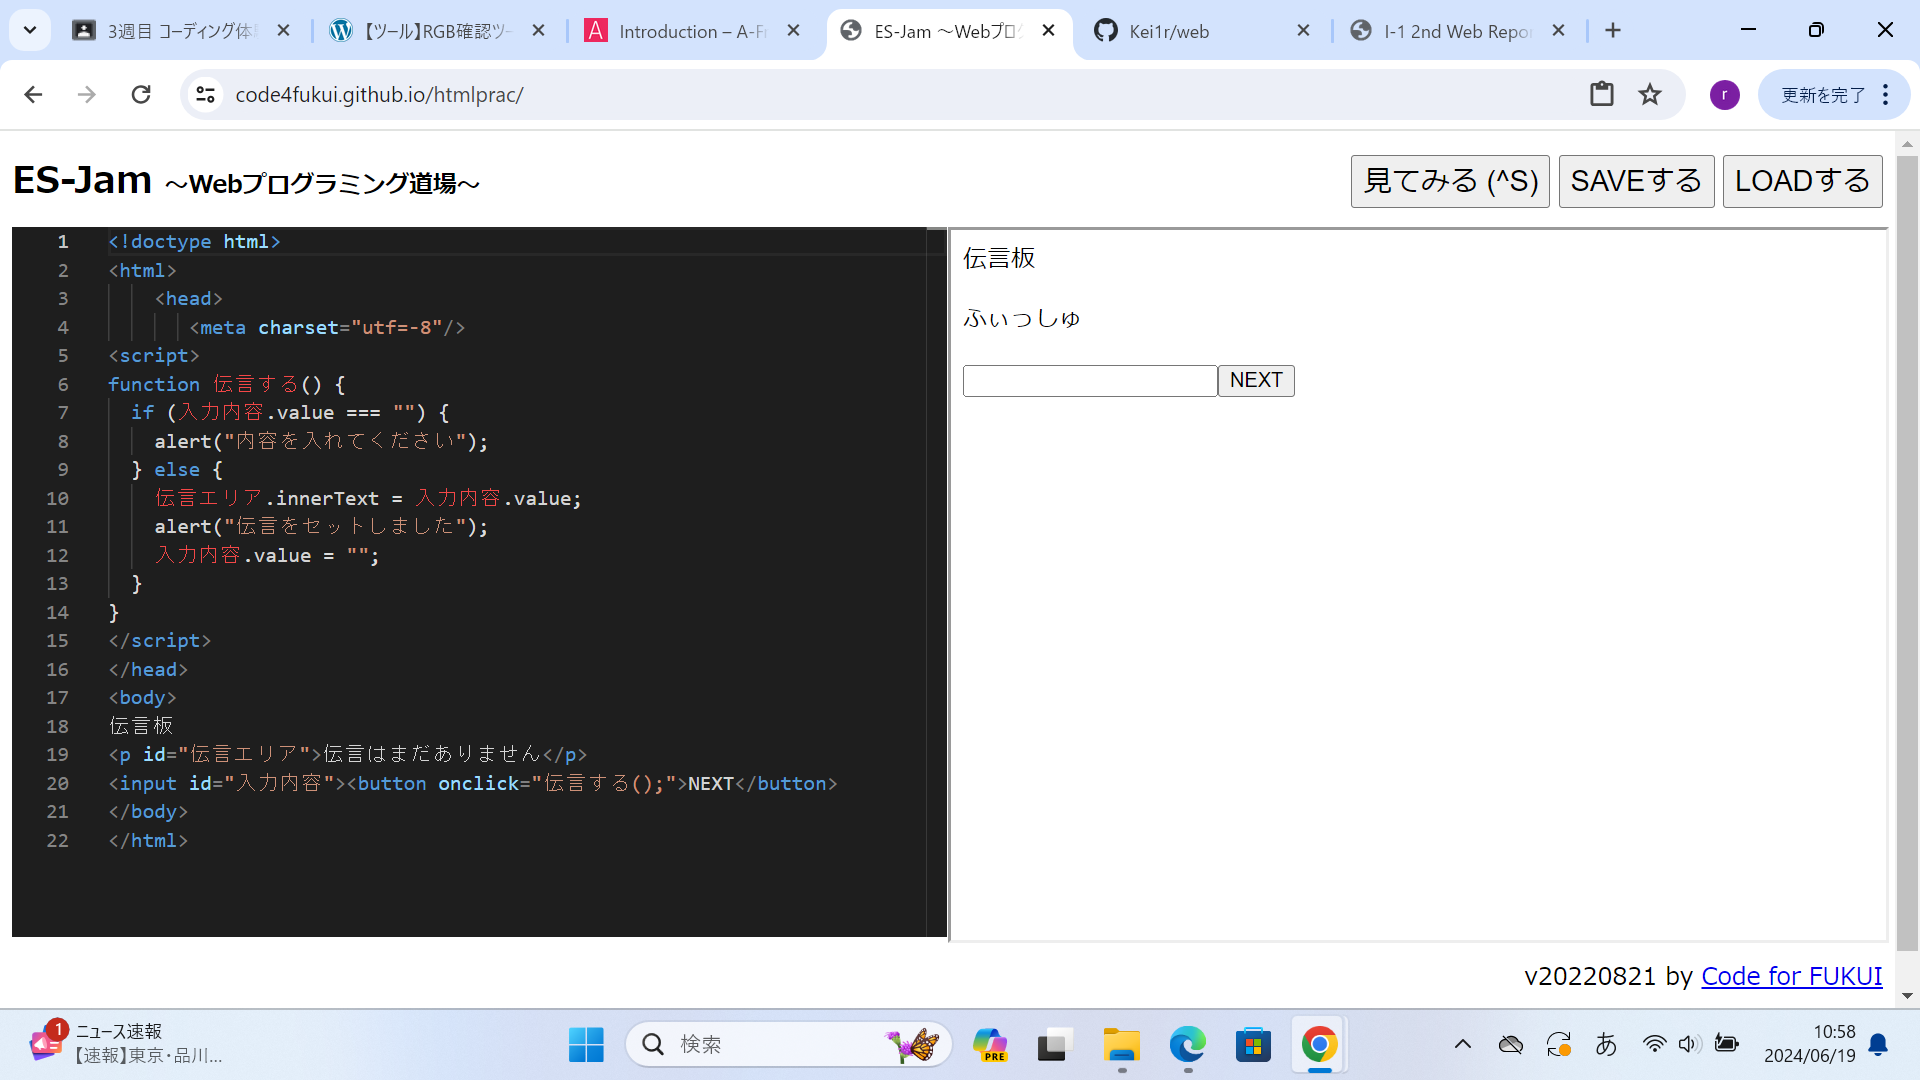 3週目 コーディング体
【ツール】RGB確認ツー
Introduction – A-Fr
ES-Jam ～Webプログ
Kei1r/web
I-1 2nd Web Repor
code4fukui.github.io/htmlprac/
r
更新を完了
ES-Jam ～Webプログラミング道場～
見てみる (^S)
SAVEする
LOADする
1 <!doctype html>
2 <html>
3 <head>
4 <meta charset="utf=-8"/>
5 <script>
6 function 伝言する() {
7 if (入力内容.value === "") {
8 alert("内容を入れてください");
9 } else {
10 伝言エリア.innerText = 入力内容.value;
11 alert("伝言をセットしました");
12 入力内容.value = "";
13 }
14 }
15 </script>
16 </head>
17 <body>
18 伝言板
19 <p id="伝言エリア">伝言はまだありません</p>
20 <input id="入力内容"><button onclick="伝言する();">NEXT</button>
21 </body>
22 </html>
伝言板
ふぃっしゅ
NEXT
v20220821 by Code for FUKUI
1
ニュース速報
【速報】東京・品川...
検索
PRE
あ
10:58
2024/06/19